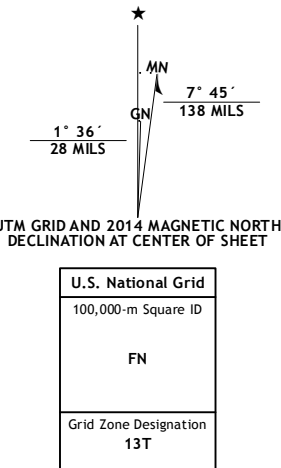 MN
GN
7° 45´
138 MILS
1° 36´
28 MILS
UTM GRID AND 2014 MAGNETIC NORTH
DECLINATION AT CENTER OF SHEET
U.S. National Grid
100,000-m Square ID
FN
Grid Zone Designation
13T